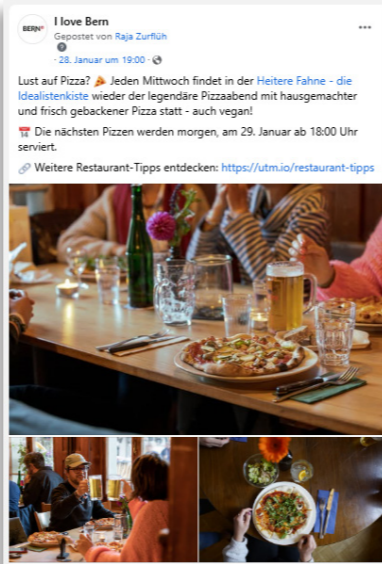 BERN
I love Bern
Gepostet von Raja Zurflüh
· 28. Januar um 19:00 ·
Lust auf Pizza? 🍕 Jeden Mittwoch findet in der Heitere Fahne - die
Idealistenkiste wieder der legendäre Pizzaabend mit hausgemachter
und frisch gebackener Pizza statt - auch vegan!
📅 Die nächsten Pizzen werden morgen, am 29. Januar ab 18:00 Uhr
serviert.
🔗 Weitere Restaurant-Tipps entdecken: https://utm.io/restaurant-tipps